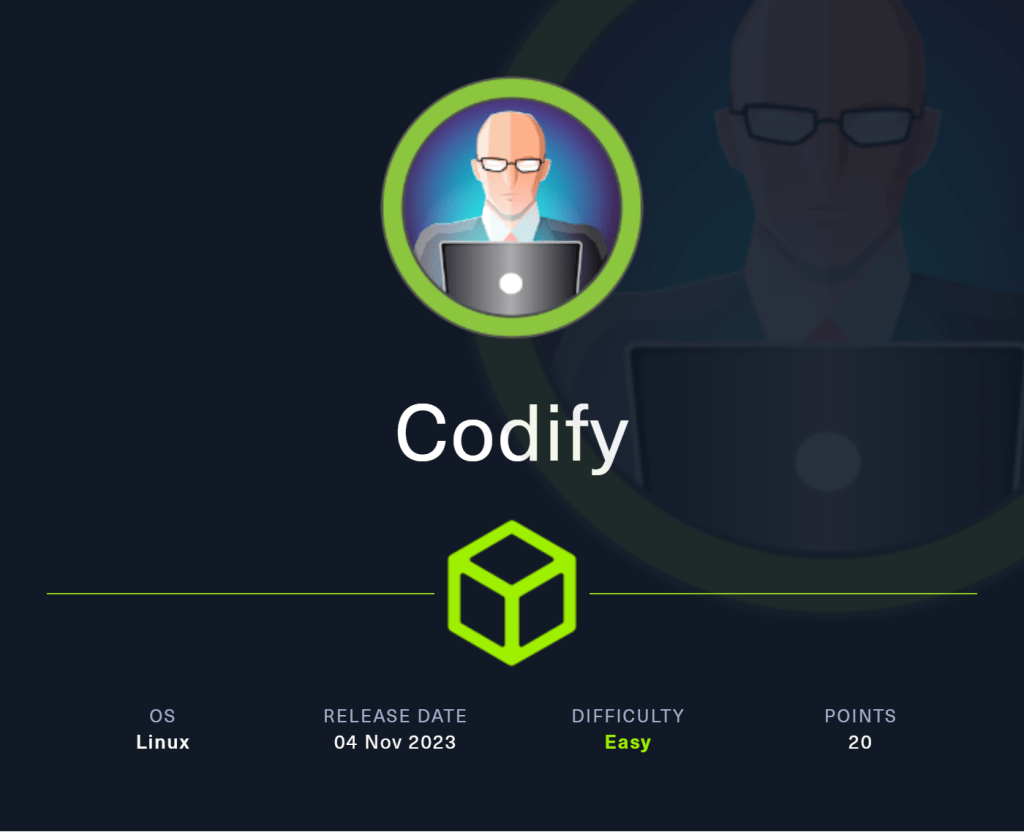 Codify
OS
RELEASE DATE
DIFFICULTY
POINTS
Linux
04 Nov 2023
Easy
20